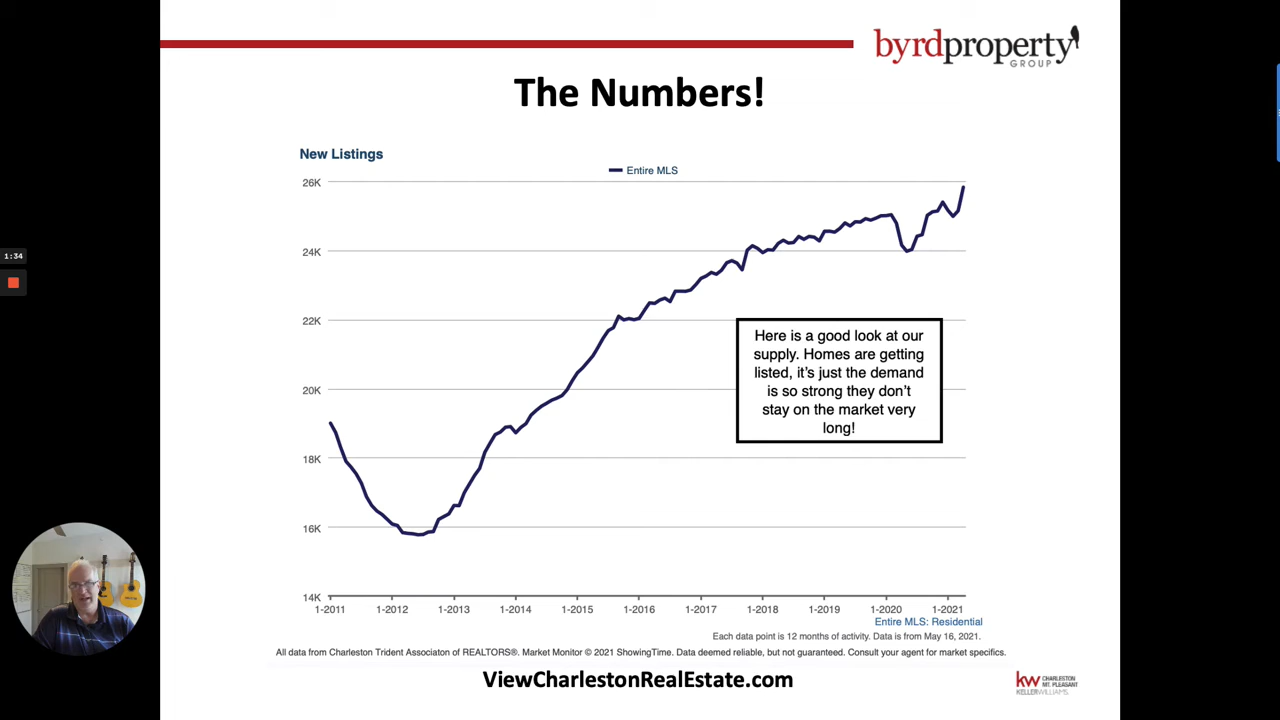 byrdproperty
GROUP
The Numbers!
New Listings
Entire MLS
26K
24K
22K
20K
18K
16K
14K
1:34
Here is a good look at our
supply. Homes are getting
listed, it's just the demand
is so strong they don't
stay on the market very
long!
1-2011 1-2012 1-2013 1-2014 1-2015 1-2016 1-2017 1-2018 1-2019 1-2020 1-2021
Entire MLS: Residential
Each data point is 12 months of activity. Data is from May 16, 2021.
All data from Charleston Trident Associaton of REALTORS®. Market Monitor © 2021 ShowingTime. Data deemed reliable, but not guaranteed. Consult your agent for market specifics.
ViewCharlestonRealEstate.com
kw CHARLESTON
MT. PLEASANT
KELLERWILLIAMS